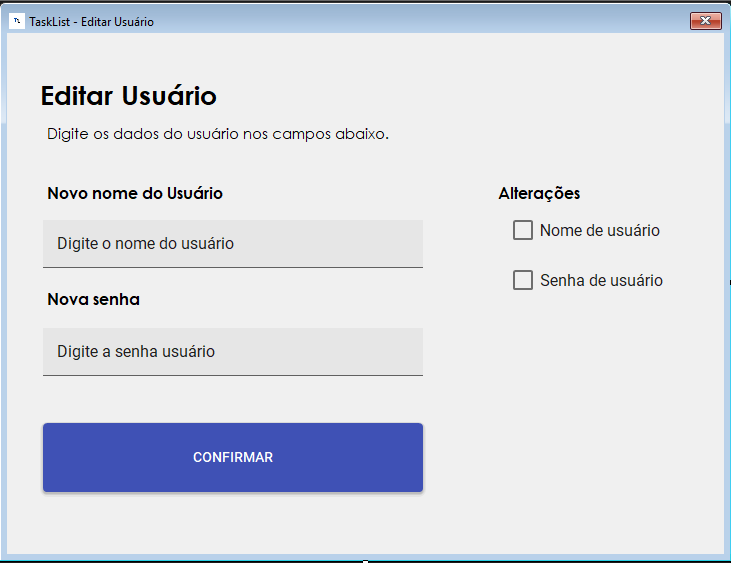 TaskList - Editar Usuário
Editar Usuário
Digite os dados do usuário nos campos abaixo.
Novo nome do Usuário
Digite o nome do usuário
Nova senha
Digite a senha usuário
CONFIRMAR
Alterações
Nome de usuário
Senha de usuário